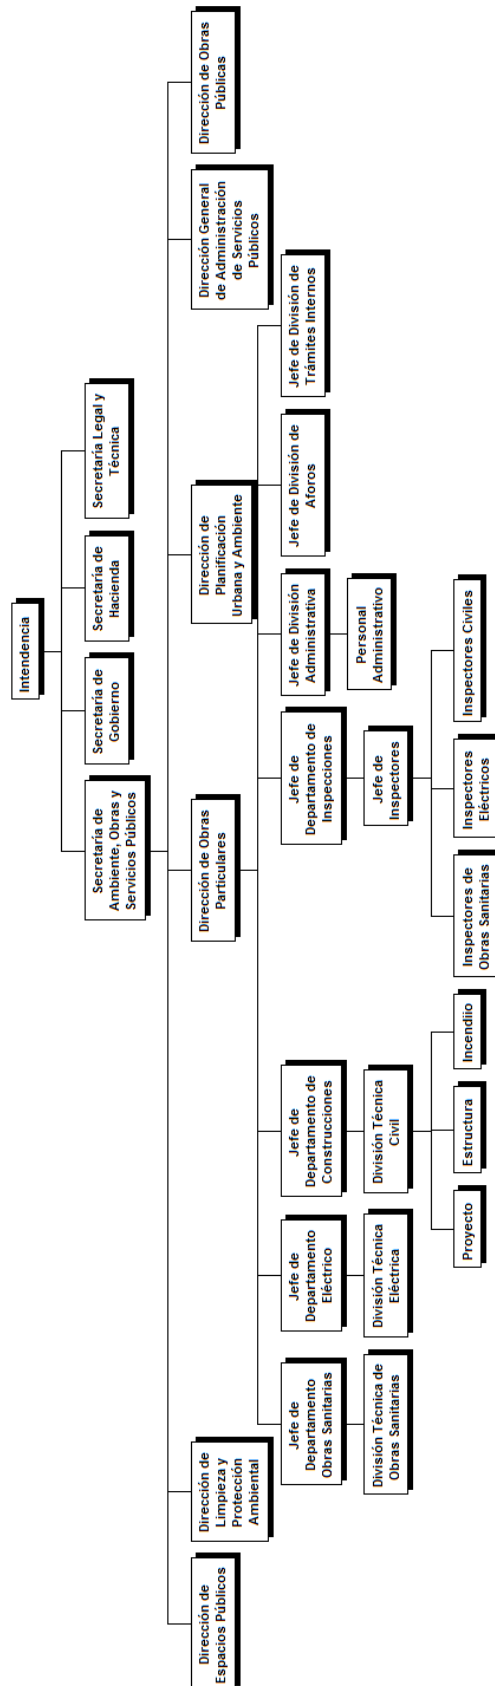 Intendencia
Secretaria de
Ambiente, Obras y
Servicios Públicos
Secretaria de
Gobierno
Secretaría de
Hacienda
Secretaría Legal y
Técnica
Dirección de
Espacios Públicos
Dirección de
Limpieza y
Protección
Ambiental
Dirección de Obras
Particulares
Dirección de
Planificación
Urbana y Ambiente
Dirección General
de Administración
de Servicios
Públicos
Dirección de Obras
Públicas
Jefe de
Departamento
Obras Sanitarias
Jefe de
Departamento
Eléctrico
Jefe de
Departamento de
Construcciones
Jefe de
Departamento de
Inspecciones
Jefe de División
Administrativa
Jefe de División de
Aforos
Jefe de División de
Trámites Internos
División Técnica de
Obras Sanitarias
División Técnica
Eléctrica
División Técnica
Civil
Jefe de
Inspectores
Personal
Administrativo
Proyecto
Estructura
Incendiio
Inspectores de
Obras Sanitarias
Inspectores
Eléctricos
Inspectores Civiles